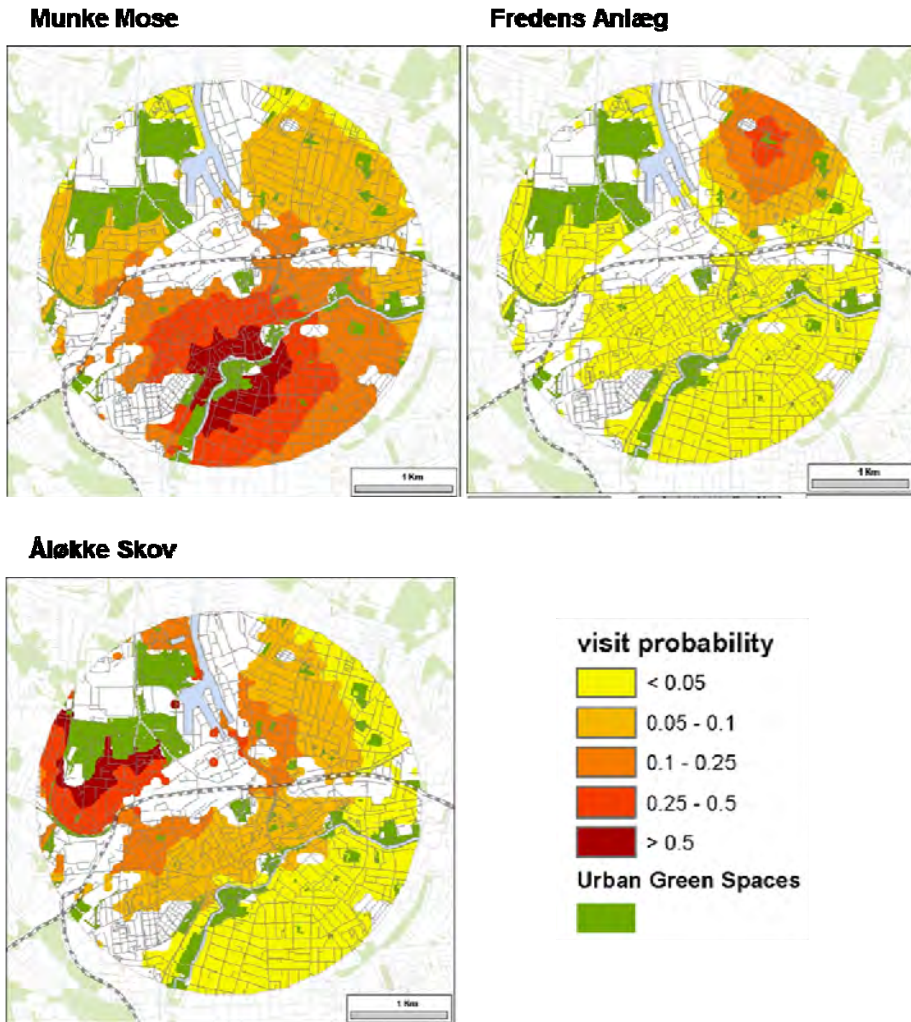 Munke Mose
Fredens Anlæg
1 Km
1 Km
Åløkke Skov
1 Km
visit probability
< 0.05
0.05 - 0.1
0.1 - 0.25
0.25 - 0.5
> 0.5
Urban Green Spaces